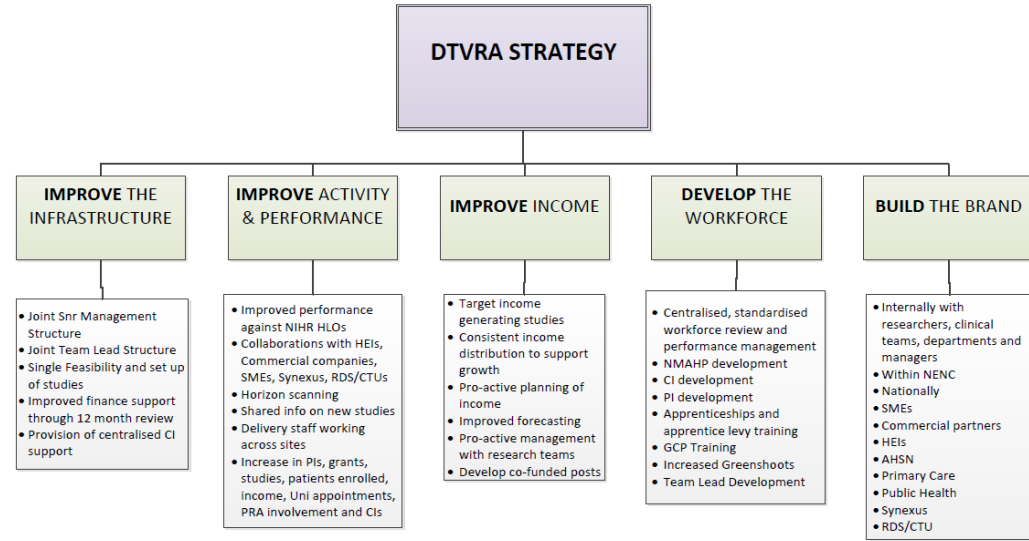 DTVRA STRATEGY
IMPROVE THE
INFRASTRUCTURE
• Joint Snr Management
Structure
• Joint Team Lead Structure
• Single Feasibility and set up
of studies
• Improved finance support
through 12 month review
• Provision of centralised CI
support
IMPROVE ACTIVITY
& PERFORMANCE
• Improved performance
against NIHR HLOs
• Collaborations with HEIs,
Commercial companies,
SMEs, Synexus, RDS/CTUs
• Horizon scanning
• Shared info on new studies
• Delivery staff working
across sites
• Increase in PIs, grants,
studies, patients enrolled,
income, Uni appointments,
PRA involvement and CIs
IMPROVE INCOME
• Target income
generating studies
• Consistent income
distribution to support
growth
• Pro-active planning of
income
• Improved forecasting
• Pro-active management
with research teams
• Develop co-funded posts
DEVELOP THE
WORKFORCE
• Centralised, standardised
workforce review and
performance management
• NMAHP development
• CI development
• PI development
• Apprenticeships and
apprentice levy training
• GCP Training
• Increased Greenshoots
• Team Lead Development
BUILD THE BRAND
• Internally with
researchers, clinical
teams, departments and
managers
• Within NENC
• Nationally
• SMEs
• Commercial partners
• HEIs
• AHSN
• Primary Care
• Public Health
• Synexus
• RDS/CTU